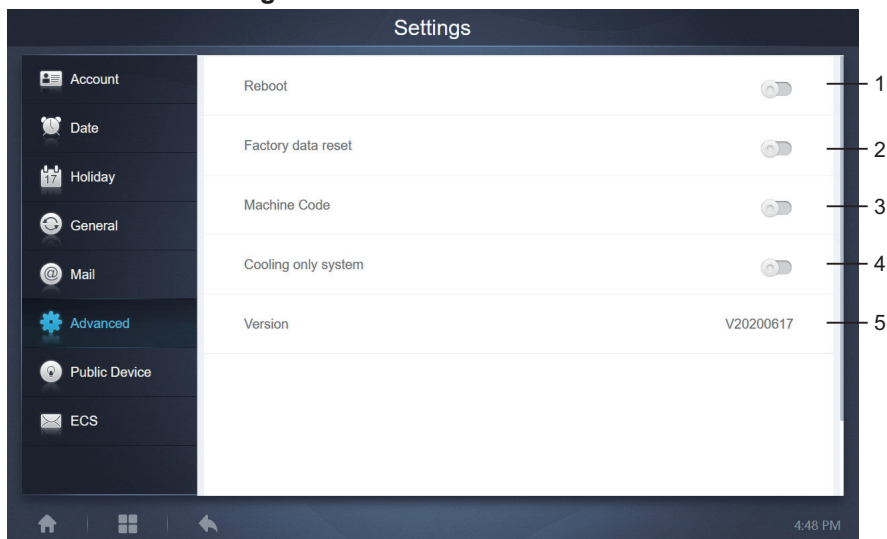 Settings
Account
Date
17
Holiday
General
@
Mail
Advanced
Public Device
ECS
Reboot
1
Factory data reset
2
Machine Code
3
Cooling only system
4
Version V20200617
5
4:48 PM